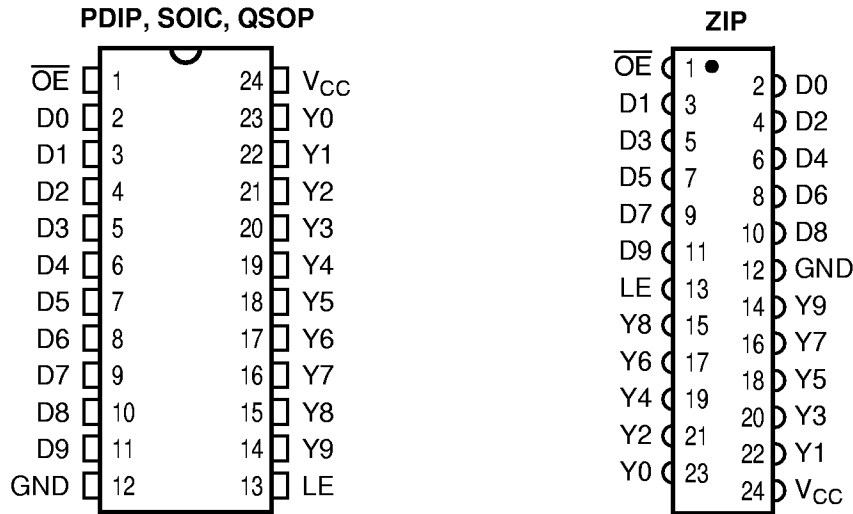 PDIP, SOIC, QSOP
OE 1 24 VCC
D0 2 23 Y0
D1 3 22 Y1
D2 4 21 Y2
D3 5 20 Y3
D4 6 19 Y4
D5 7 18 Y5
D6 8 17 Y6
D7 9 16 Y7
D8 10 15 Y8
D9 11 14 Y9
GND 12 13 LE
ZIP
OE 1
2 D0
D1 3
4 D2
D3 5
6 D4
D5 7
8 D6
D7 9
10 D8
D9 11
12 GND
LE 13
14 Y9
Y8 15
16 Y7
Y6 17
18 Y5
Y4 19
20 Y3
Y2 21
22 Y1
Y0 23
24 VCC